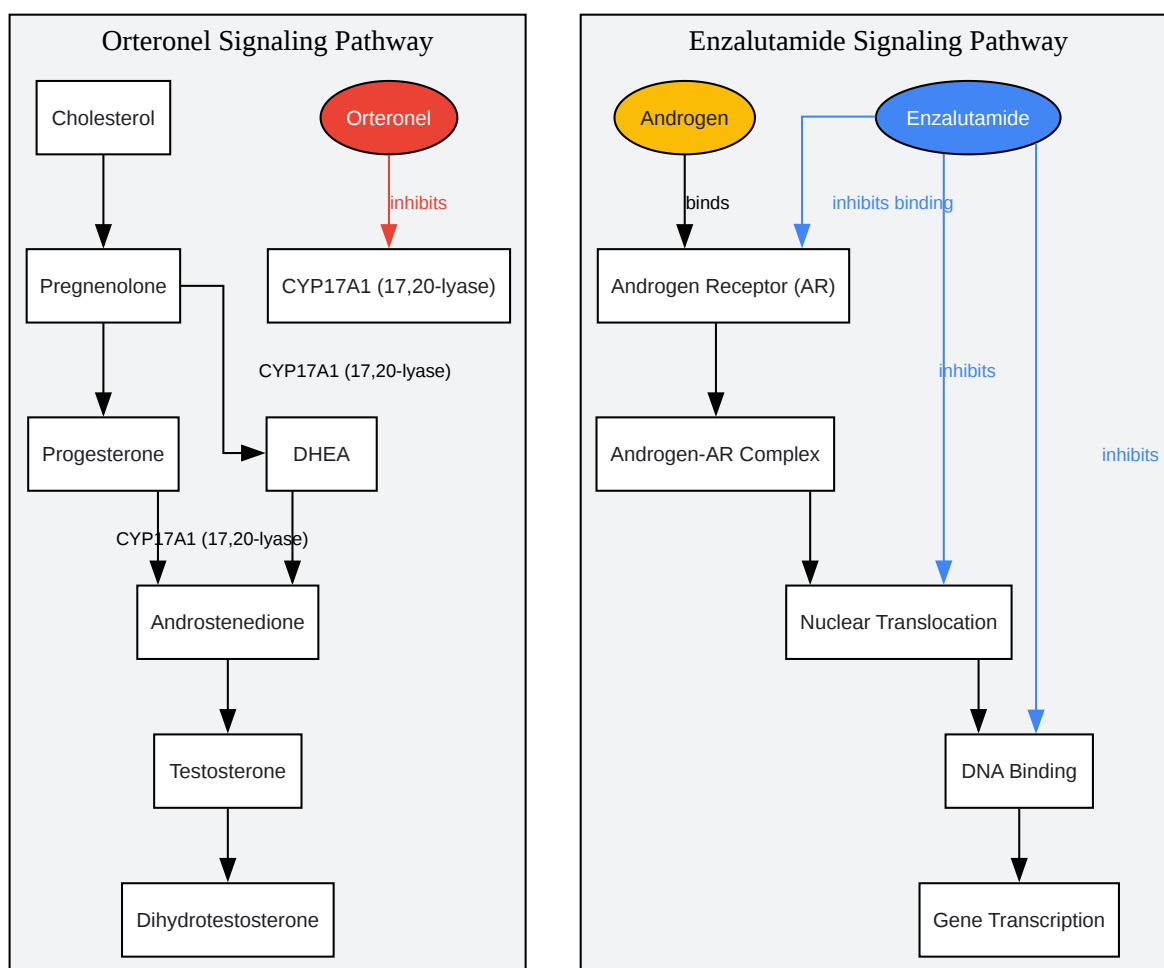 Orteronel Signaling Pathway
Cholesterol
Orteronel
inhibits
Pregnenolone
CYP17A1 (17,20-lyase)
CYP17A1 (17,20-lyase)
Progesterone
DHEA
CYP17A1 (17,20-lyase)
Androstenedione
Testosterone
Dihydrotestosterone
Enzalutamide Signaling Pathway
Androgen
Enzalutamide
binds
inhibits binding
Androgen Receptor (AR)
inhibits
Androgen-AR Complex
inhibits
Nuclear Translocation
DNA Binding
Gene Transcription